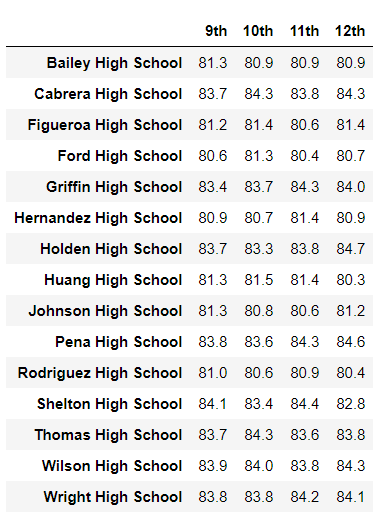 9th 10th 11th 12th
Bailey High School 81.3 80.9 80.9 80.9
Cabrera High School 83.7 84.3 83.8 84.3
Figueroa High School 81.2 81.4 80.6 81.4
Ford High School 80.6 81.3 80.4 80.7
Griffin High School 83.4 83.7 84.3 84.0
Hernandez High School 80.9 80.7 81.4 80.9
Holden High School 83.7 83.3 83.8 84.7
Huang High School 81.3 81.5 81.4 80.3
Johnson High School 81.3 80.8 80.6 81.2
Pena High School 83.8 83.6 84.3 84.6
Rodriguez High School 81.0 80.6 80.9 80.4
Shelton High School 84.1 83.4 84.4 82.8
Thomas High School 83.7 84.3 83.6 83.8
Wilson High School 83.9 84.0 83.8 84.3
Wright High School 83.8 83.8 84.2 84.1